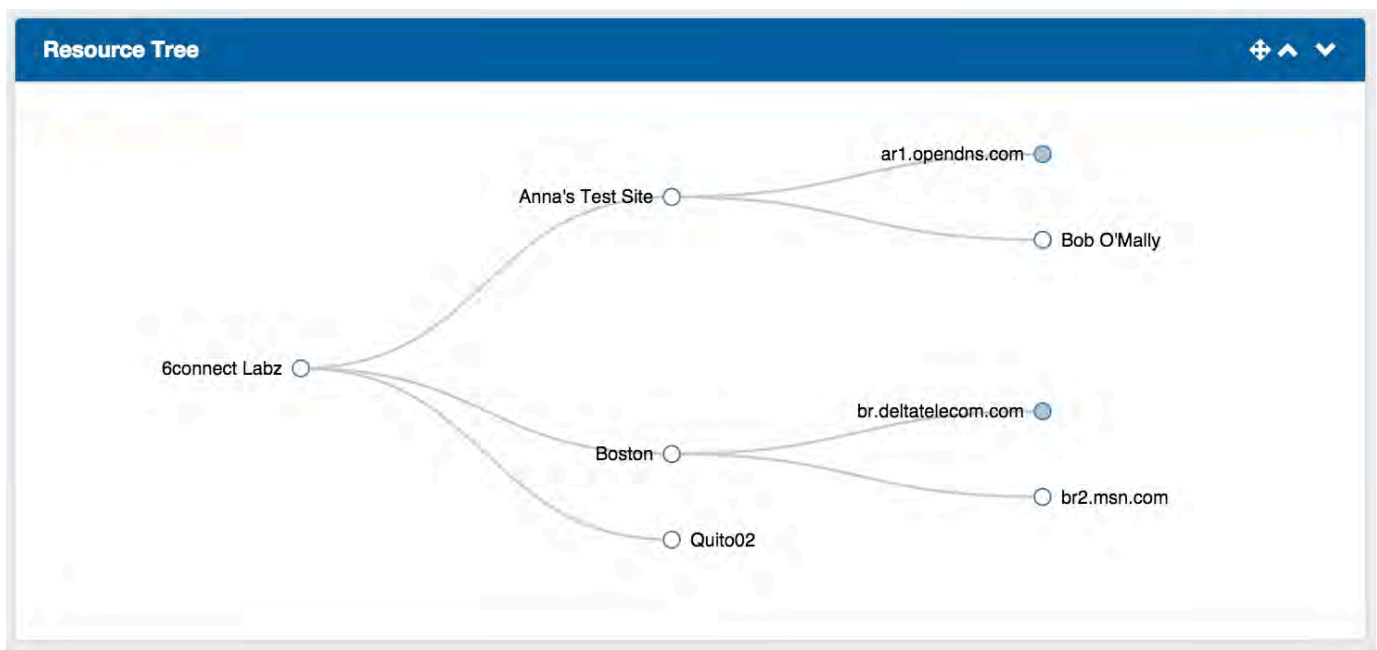 Resource Tree
ar1.opendns.com
Anna's Test Site
Bob O'Mally
6connect Labz
br.deltatelecom.com
Boston
br2.msn.com
Quito02